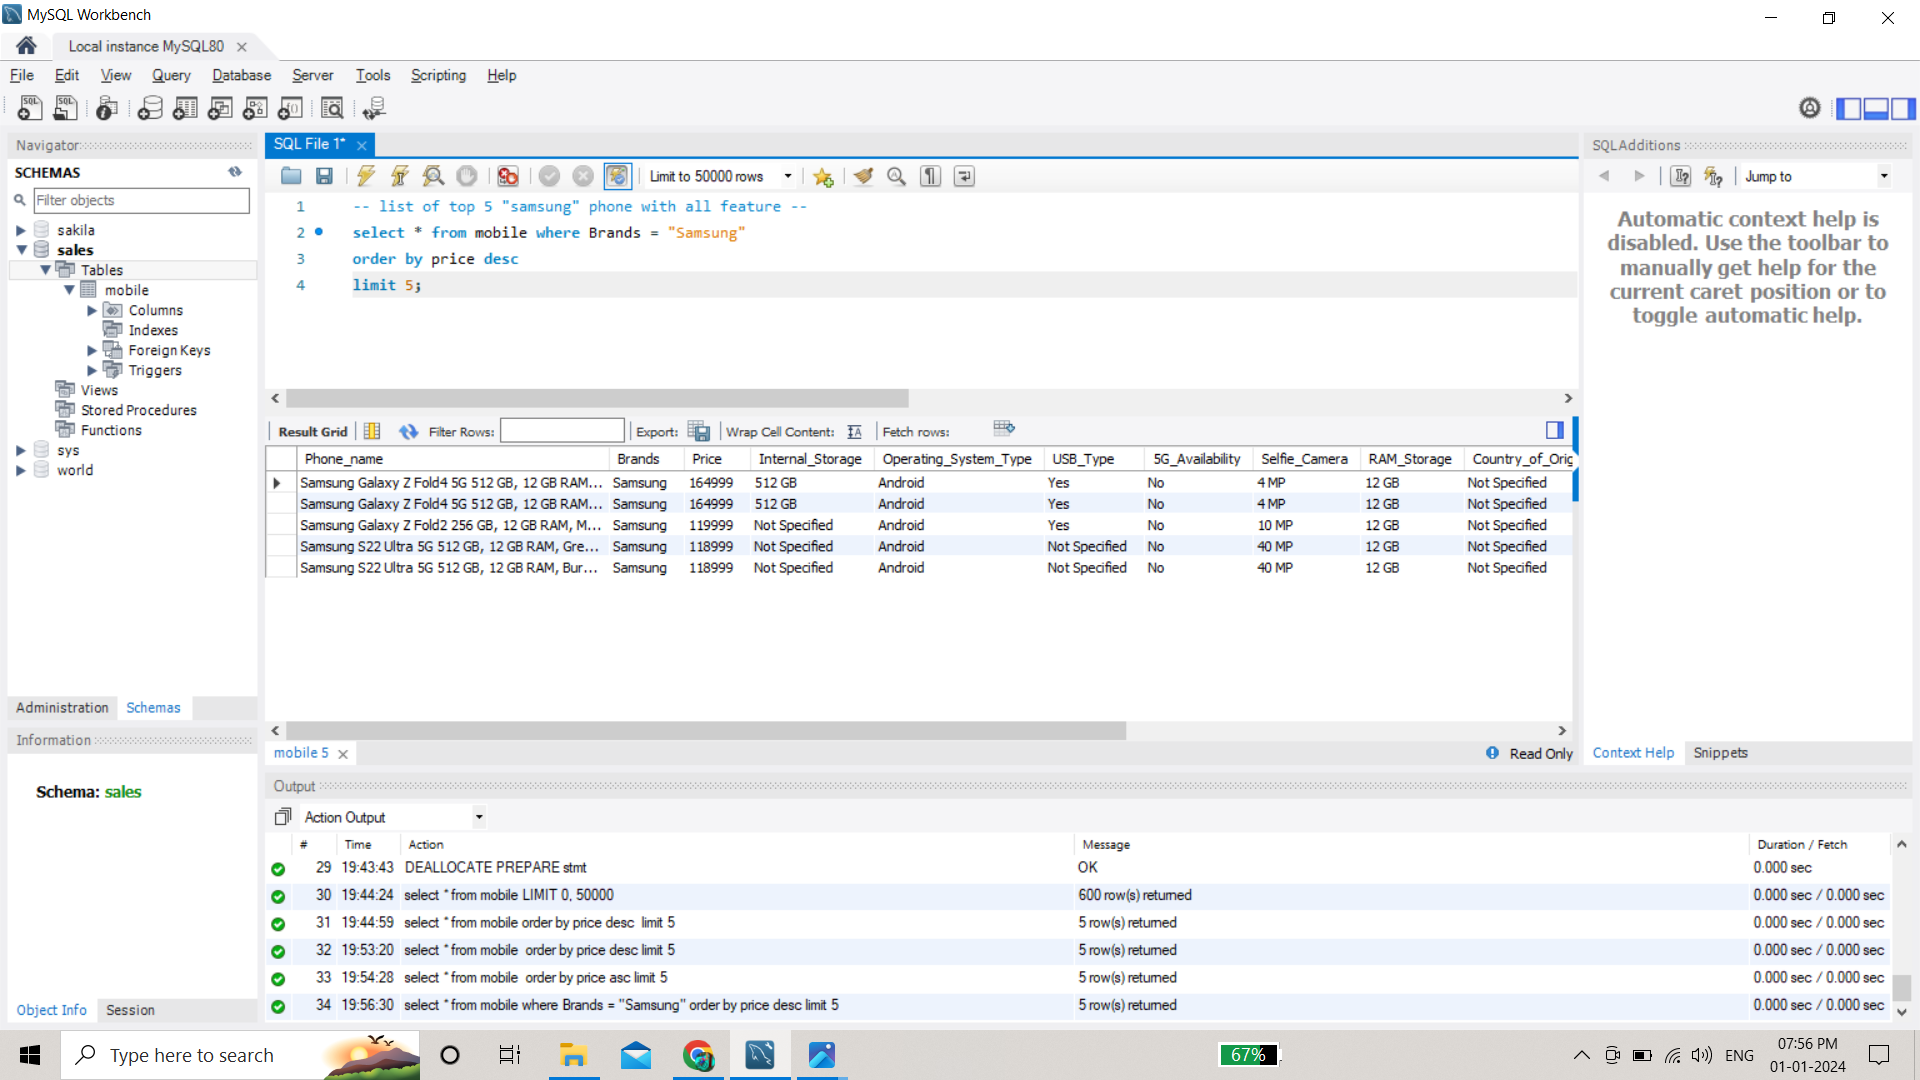 MySQL Workbench
Local instance MySQL80
File Edit View Query Database Server Tools Scripting Help
Navigator
SCHEMAS
Filter objects
sakila
sales
Tables
mobile
Columns
Indexes
Foreign Keys
Triggers
Views
Stored Procedures
Functions
sys
world
Administration Schemas
Information
Schema: sales
Object Info Session
SQL File 1*
Limit to 50000 rows
1 -- list of top 5 "samsung" phone with all feature --
2 select * from mobile where Brands = "Samsung"
3 order by price desc
4 limit 5;
Result Grid Filter Rows: Export: Wrap Cell Content: Fetch rows:
Phone_name Brands Price Internal_Storage Operating_System_Type USB_Type 5G_Availability Selfie_Camera RAM_Storage Country_of_Orig
Samsung Galaxy Z Fold4 5G 512 GB, 12 GB RAM... Samsung 164999 512 GB Android Yes No 4 MP 12 GB Not Specified
Samsung Galaxy Z Fold4 5G 512 GB, 12 GB RAM... Samsung 164999 512 GB Android Yes No 4 MP 12 GB Not Specified
Samsung Galaxy Z Fold2 256 GB, 12 GB RAM, M... Samsung 119999 Not Specified Android Yes No 10 MP 12 GB Not Specified
Samsung S22 Ultra 5G 512 GB, 12 GB RAM, Gre... Samsung 118999 Not Specified Android Not Specified No 40 MP 12 GB Not Specified
Samsung S22 Ultra 5G 512 GB, 12 GB RAM, Bur... Samsung 118999 Not Specified Android Not Specified No 40 MP 12 GB Not Specified
mobile 5
Read Only
SQLAdditions
Jump to
Automatic context help is
disabled. Use the toolbar to
manually get help for the
current caret position or to
toggle automatic help.
Context Help Snippets
Output
Action Output
# Time Action Message Duration / Fetch
29 19:43:43 DEALLOCATE PREPARE stmt OK 0.000 sec
30 19:44:24 select * from mobile LIMIT 0, 50000 600 row(s) returned 0.000 sec / 0.000 sec
31 19:44:59 select * from mobile order by price desc  limit 5 5 row(s) returned 0.000 sec / 0.000 sec
32 19:53:20 select * from mobile  order by price desc limit 5 5 row(s) returned 0.000 sec / 0.000 sec
33 19:54:28 select * from mobile  order by price asc limit 5 5 row(s) returned 0.000 sec / 0.000 sec
34 19:56:30 select * from mobile where Brands = "Samsung" order by price desc limit 5 5 row(s) returned 0.000 sec / 0.000 sec
Type here to search
67%
ENG
07:56 PM
01-01-2024